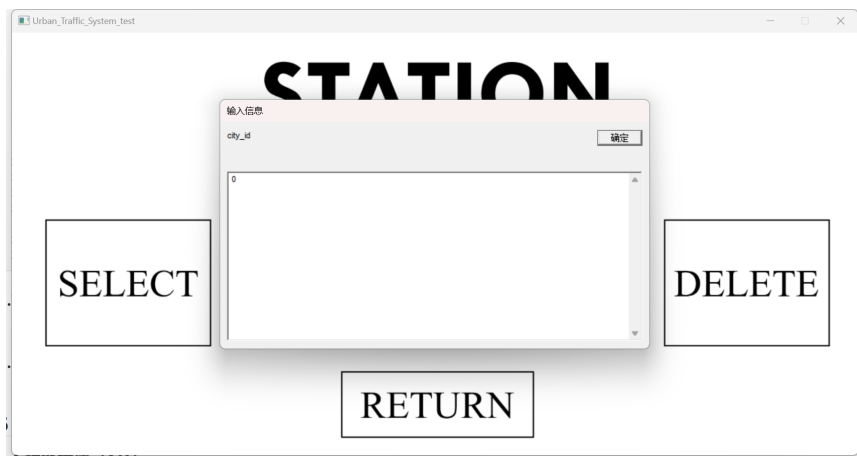 Urban_Traffic_System_test
STATION
输入信息
city_id
确定
0
SELECT
DELETE
RETURN